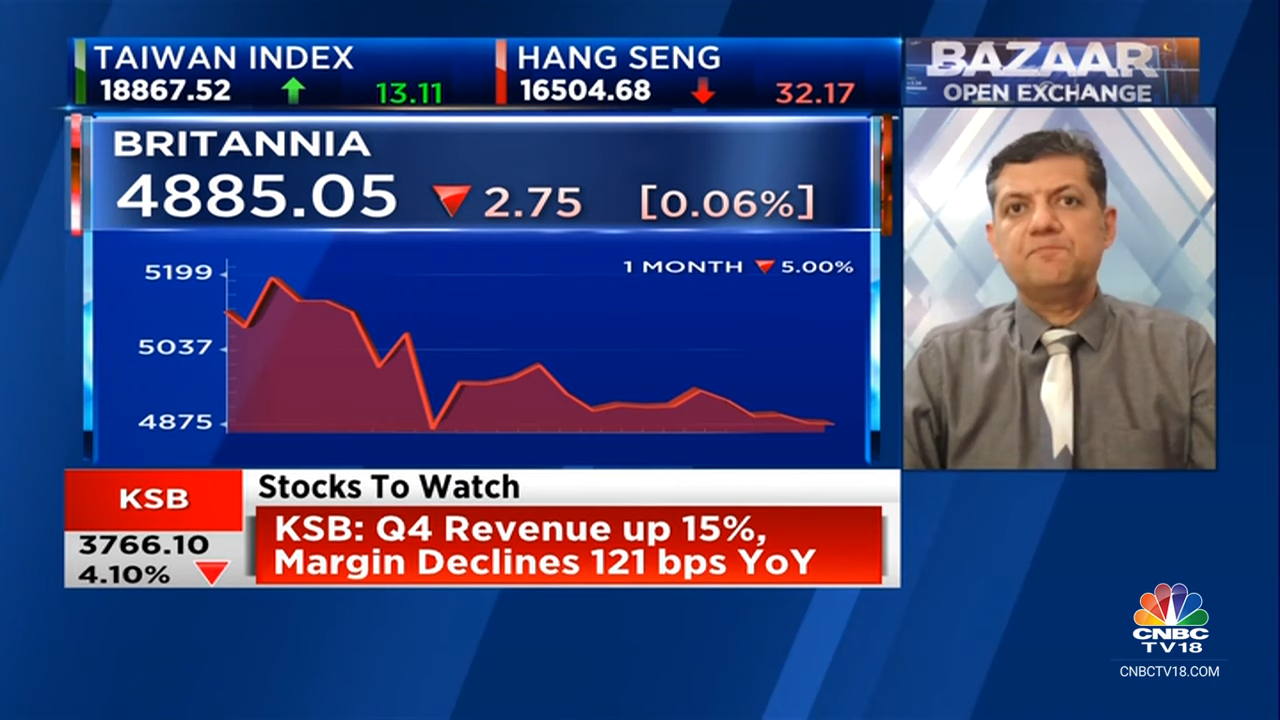 TAIWAN INDEX
18867.52 13.11
HANG SENG
16504.68 32.17
BAZAAR
OPEN EXCHANGE
BRITANNIA
4885.05 2.75 [0.06%]
1 MONTH 5.00%
5199
5037
4875
KSB
3766.10
4.10%
Stocks To Watch
KSB: Q4 Revenue up 15%,
Margin Declines 121 bps YoY
CNBC
TV18
CNBCTV18.COM